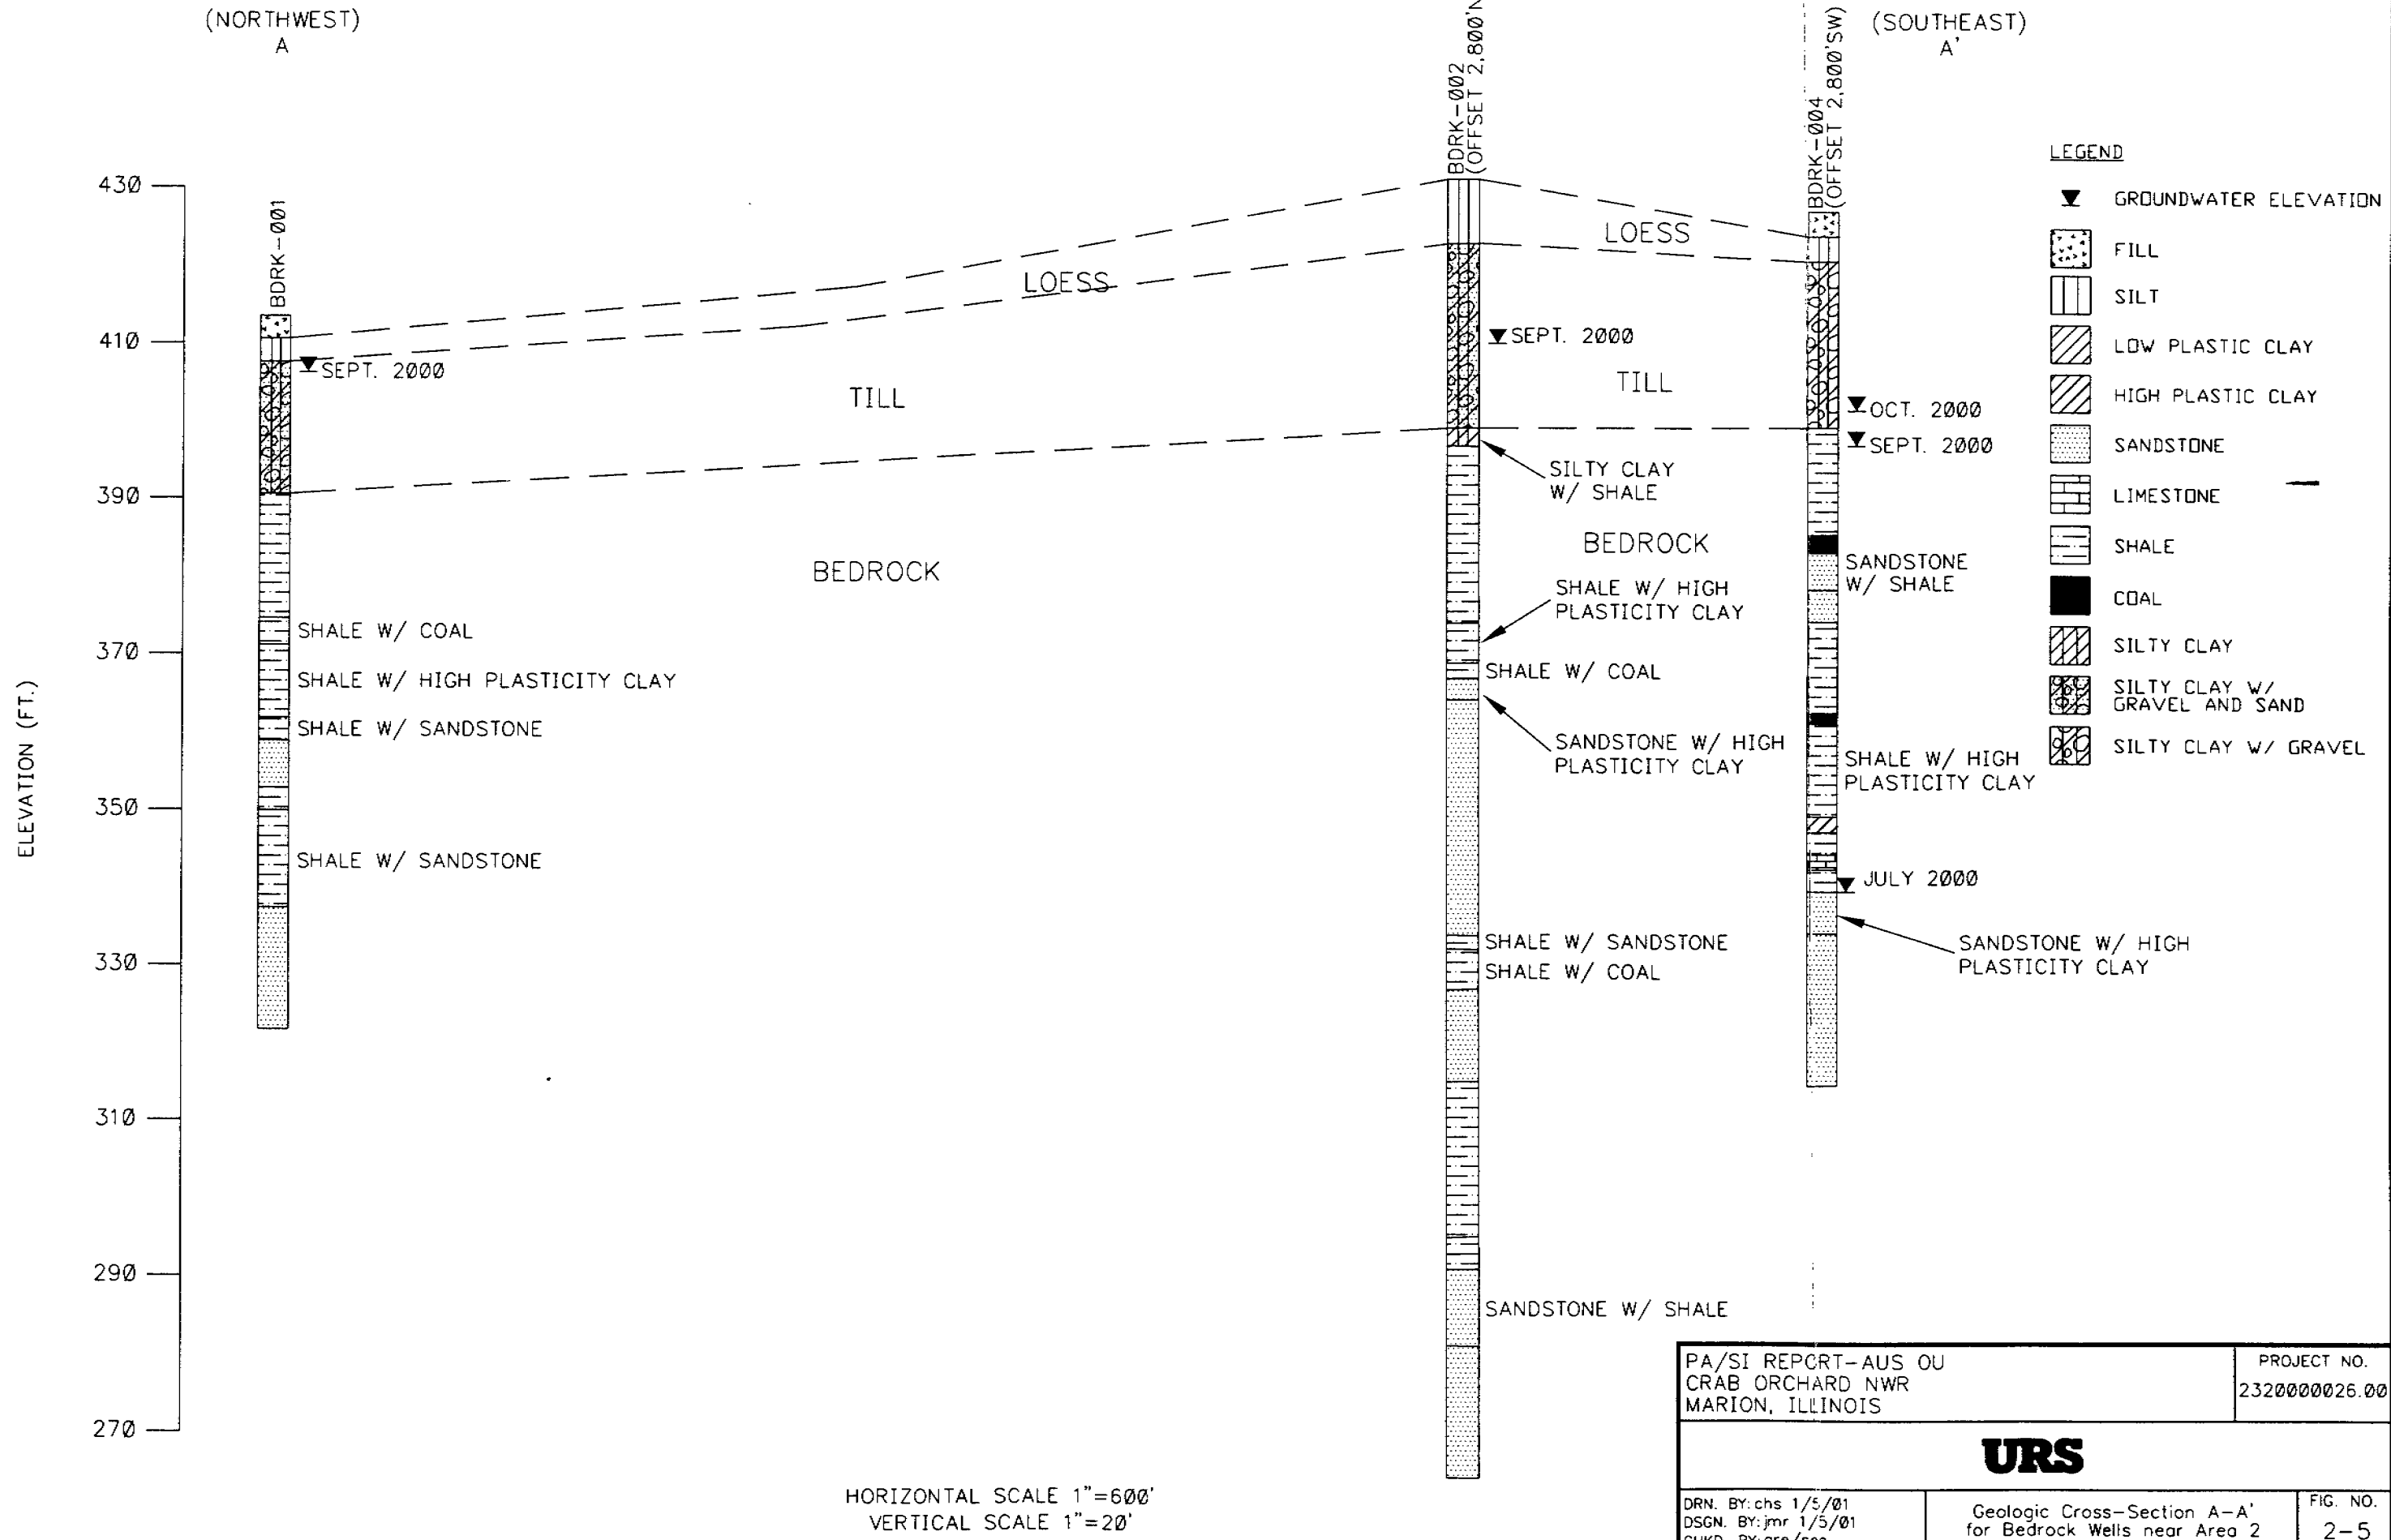 (NORTHWEST)
A
(SOUTHEAST)
A'
BDRK-001
BDRK-002
(OFFSET 2,800'N
BDRK-004
(OFFSET 2,800'SW)
ELEVATION (FT.)
430
410
390
370
350
330
310
290
270
LOESS
LOESS
TILL
TILL
BEDROCK
BEDROCK
SEPT. 2000
SHALE W/ COAL
SHALE W/ HIGH PLASTICITY CLAY
SHALE W/ SANDSTONE
SHALE W/ SANDSTONE
SEPT. 2000
SILTY CLAY
W/ SHALE
SHALE W/ HIGH
PLASTICITY CLAY
SHALE W/ COAL
SANDSTONE W/ HIGH
PLASTICITY CLAY
SHALE W/ SANDSTONE
SHALE W/ COAL
SANDSTONE W/ SHALE
OCT. 2000
SEPT. 2000
SANDSTONE
W/ SHALE
SHALE W/ HIGH
PLASTICITY CLAY
JULY 2000
SANDSTONE W/ HIGH
PLASTICITY CLAY
LEGEND
GROUNDWATER ELEVATION
FILL
SILT
LOW PLASTIC CLAY
HIGH PLASTIC CLAY
SANDSTONE
LIMESTONE
SHALE
COAL
SILTY CLAY
SILTY CLAY W/
GRAVEL AND SAND
SILTY CLAY W/ GRAVEL
HORIZONTAL SCALE 1"=600'
VERTICAL SCALE 1"=20'
PA/SI REPORT-AUS OU
CRAB ORCHARD NWR
MARION, ILLINOIS
PROJECT NO.
2320000026.00
URS
DRN. BY: chs 1/5/01
DSGN. BY: jmr 1/5/01
Geologic Cross-Section A-A'
for Bedrock Wells near Area 2
FIG. NO.
2-5